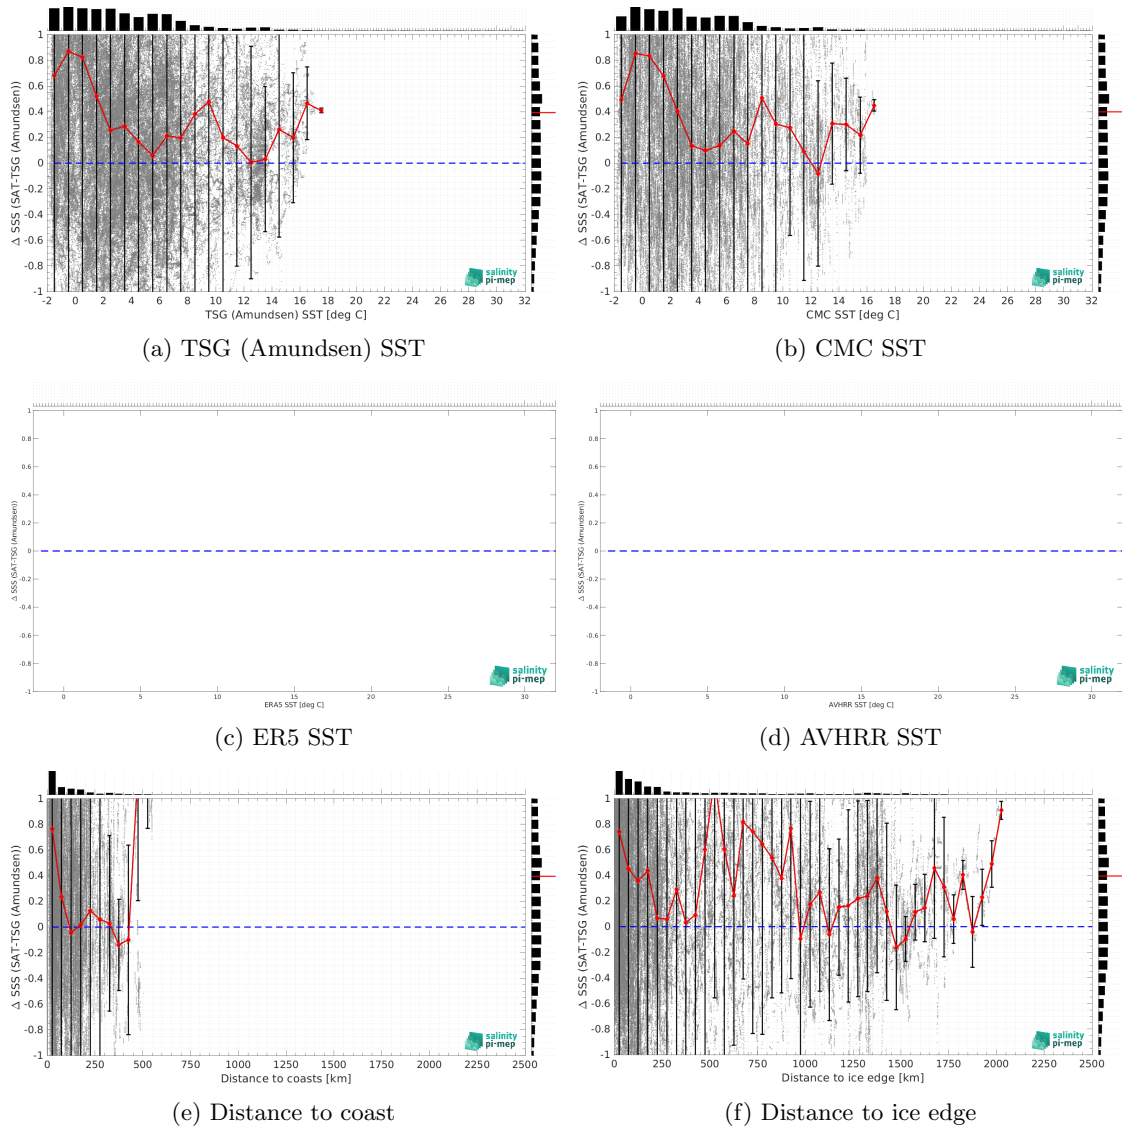 1
0.8
0.6
0.4
0.2
0
-0.2
-0.4
-0.6
-0.8
-1
Δ SSS (SAT-TSG (Amundsen))
-2 0 2 4 6 8 10 12 14 16 18 20 22 24 26 28 30 32
TSG (Amundsen) SST [deg C]
salinity
pi-mep
(a) TSG (Amundsen) SST
1
0.8
0.6
0.4
0.2
0
-0.2
-0.4
-0.6
-0.8
-1
Δ SSS (SAT-TSG (Amundsen))
-2 0 2 4 6 8 10 12 14 16 18 20 22 24 26 28 30 32
CMC SST [deg C]
salinity
pi-mep
(b) CMC SST
1
0.8
0.6
0.4
0.2
0
-0.2
-0.4
-0.6
-0.8
-1
Δ SSS (SAT-TSG (Amundsen))
0 5 10 15 20 25 30
ERA5 SST [deg C]
salinity
pi-mep
(c) ER5 SST
1
0.8
0.6
0.4
0.2
0
-0.2
-0.4
-0.6
-0.8
-1
Δ SSS (SAT-TSG (Amundsen))
0 5 10 15 20 25 30
AVHRR SST [deg C]
salinity
pi-mep
(d) AVHRR SST
1
0.8
0.6
0.4
0.2
0
-0.2
-0.4
-0.6
-0.8
-1
Δ SSS (SAT-TSG (Amundsen))
0 250 500 750 1000 1250 1500 1750 2000 2250 2500
Distance to coasts [km]
salinity
pi-mep
(e) Distance to coast
1
0.8
0.6
0.4
0.2
0
-0.2
-0.4
-0.6
-0.8
-1
Δ SSS (SAT-TSG (Amundsen))
0 250 500 750 1000 1250 1500 1750 2000 2250 2500
Distance to ice edge [km]
salinity
pi-mep
(f) Distance to ice edge